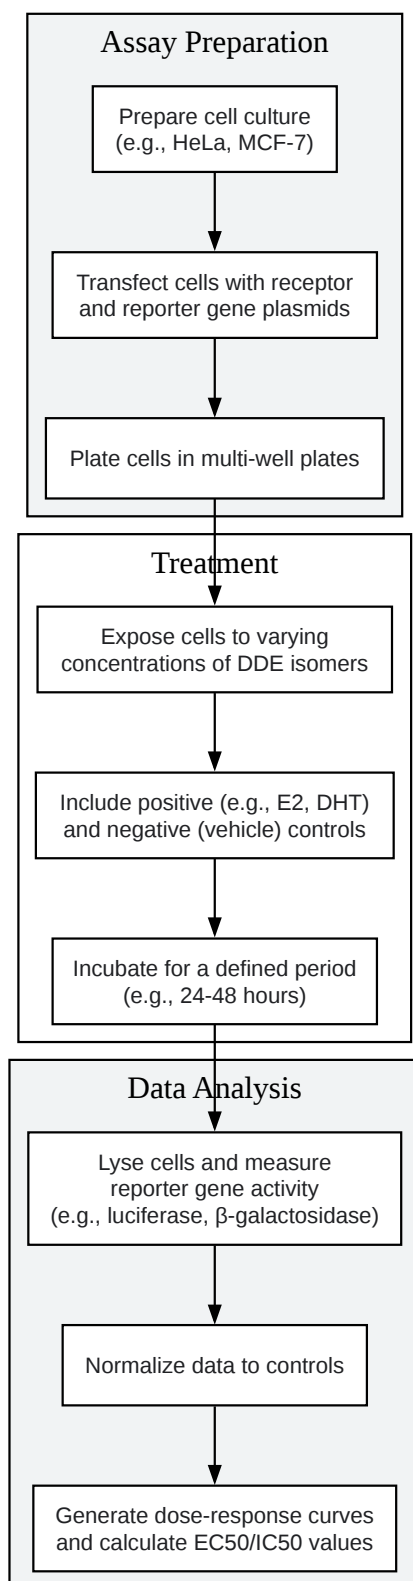 Assay Preparation
Prepare cell culture
(e.g., HeLa, MCF-7)
Transfect cells with receptor
and reporter gene plasmids
Plate cells in multi-well plates
Treatment
Expose cells to varying
concentrations of DDE isomers
Include positive (e.g., E2, DHT)
and negative (vehicle) controls
Incubate for a defined period
(e.g., 24-48 hours)
Data Analysis
Lyse cells and measure
reporter gene activity
(e.g., luciferase, β-galactosidase)
Normalize data to controls
Generate dose-response curves
and calculate EC50/IC50 values